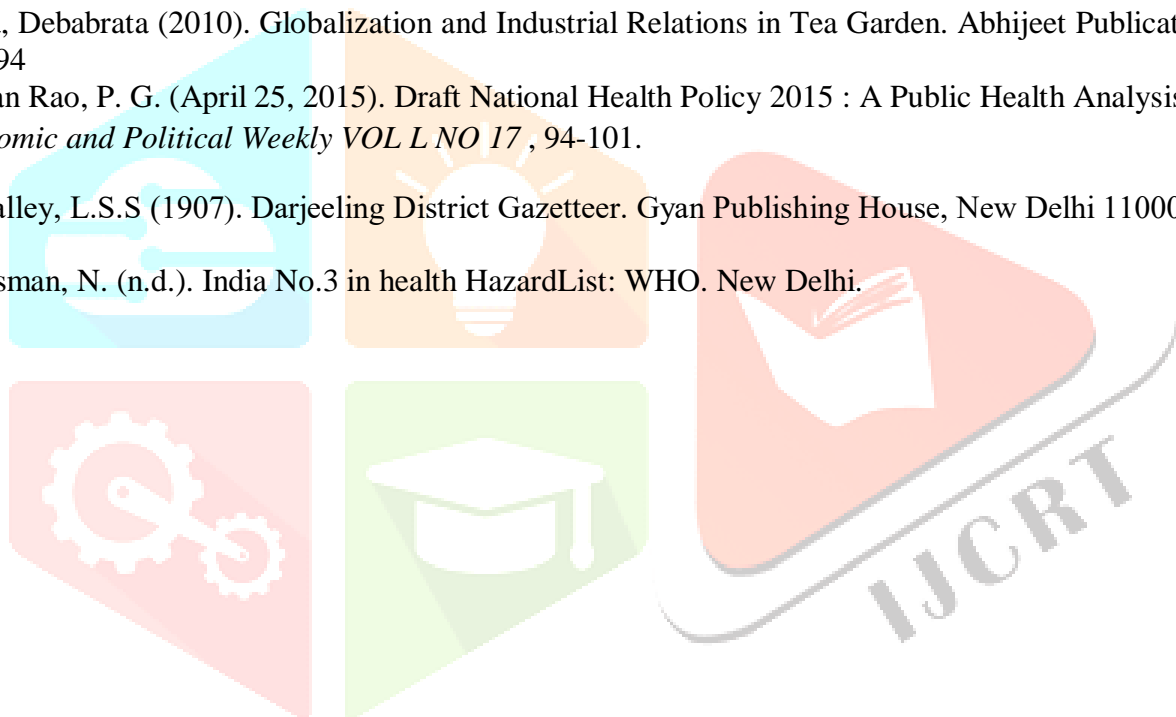 , Debabrata (2010). Globalization and Industrial Relations in Tea Garden. Abhijeet Publicat
94
an Rao, P. G. (April 25, 2015). Draft National Health Policy 2015 : A Public Health Analysis
omic and Political Weekly VOL L NO 17 , 94-101.
alley, L.S.S (1907). Darjeeling District Gazetteer. Gyan Publishing House, New Delhi 11000
sman, N. (n.d.). India No.3 in health HazardList: WHO. New Delhi.
IJCRT